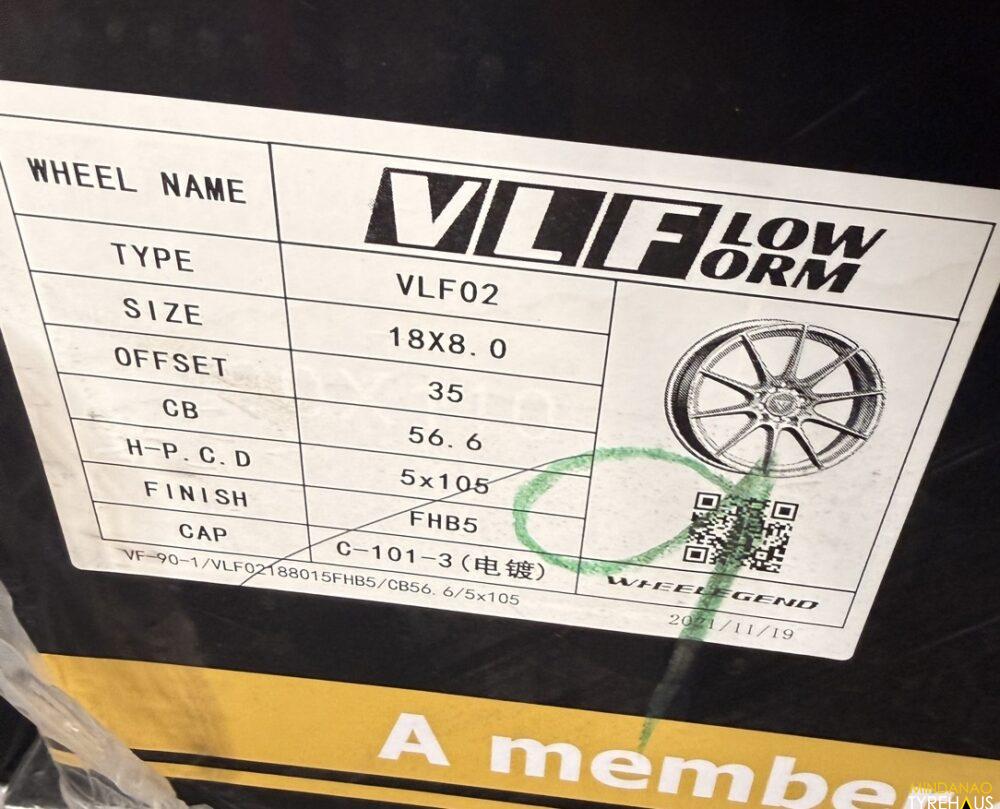 WHEEL NAME VLF LOW FORM
TYPE VLF02
SIZE 18X8.0
OFFSET 35
CB 56.6
H-P.C.D 5x105
FINISH FHB5
CAP C-101-3(电镀)
VF-90-1/VLF02188015FHB5/CB56.6/5x105
WHEELEGEND
2021/11/19
A membe
MINDANAO
TYREHAUS